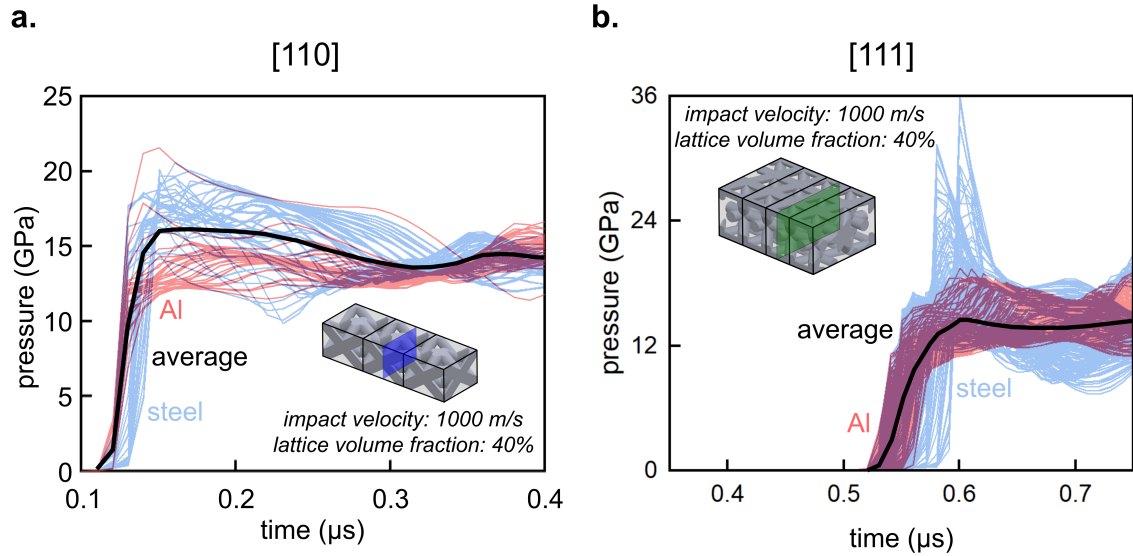 a.
[110]
25
20
15
10
5
0
pressure (GPa)
Al
average
steel
impact velocity: 1000 m/s
lattice volume fraction: 40%
0.1
0.2
0.3
0.4
time (µs)
b.
[111]
36
24
12
0
pressure (GPa)
impact velocity: 1000 m/s
lattice volume fraction: 40%
average
steel
Al
0.4
0.5
0.6
0.7
time (µs)